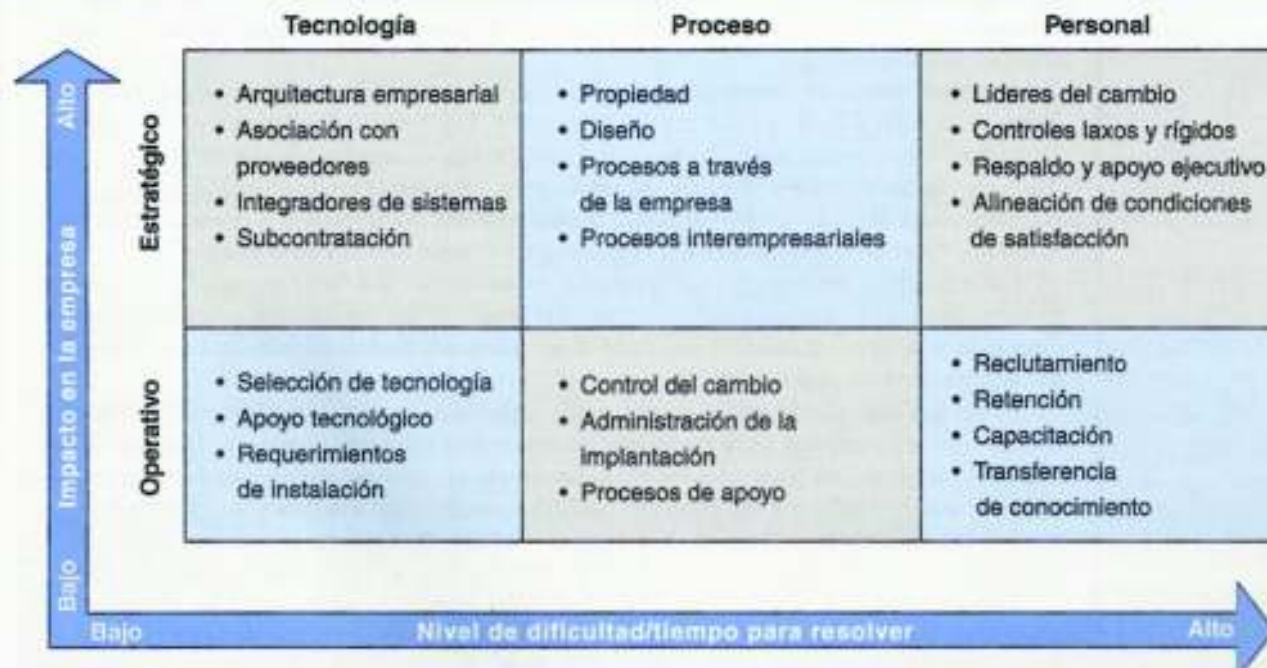 Tecnología
Proceso
Personal
Alto
Impacto en la empresa
Bajo
Estratégico
• Arquitectura empresarial
• Asociación con
proveedores
• Integradores de sistemas
• Subcontratación
• Propiedad
• Diseño
• Procesos a través
de la empresa
• Procesos interempresariales
• Líderes del cambio
• Controles laxos y rígidos
• Respaldo y apoyo ejecutivo
• Alineación de condiciones
de satisfacción
Operativo
• Selección de tecnología
• Apoyo tecnológico
• Requerimientos
de instalación
• Control del cambio
• Administración de la
implantación
• Procesos de apoyo
• Reclutamiento
• Retención
• Capacitación
• Transferencia
de conocimiento
Bajo
Nivel de dificultad/tiempo para resolver
Alto